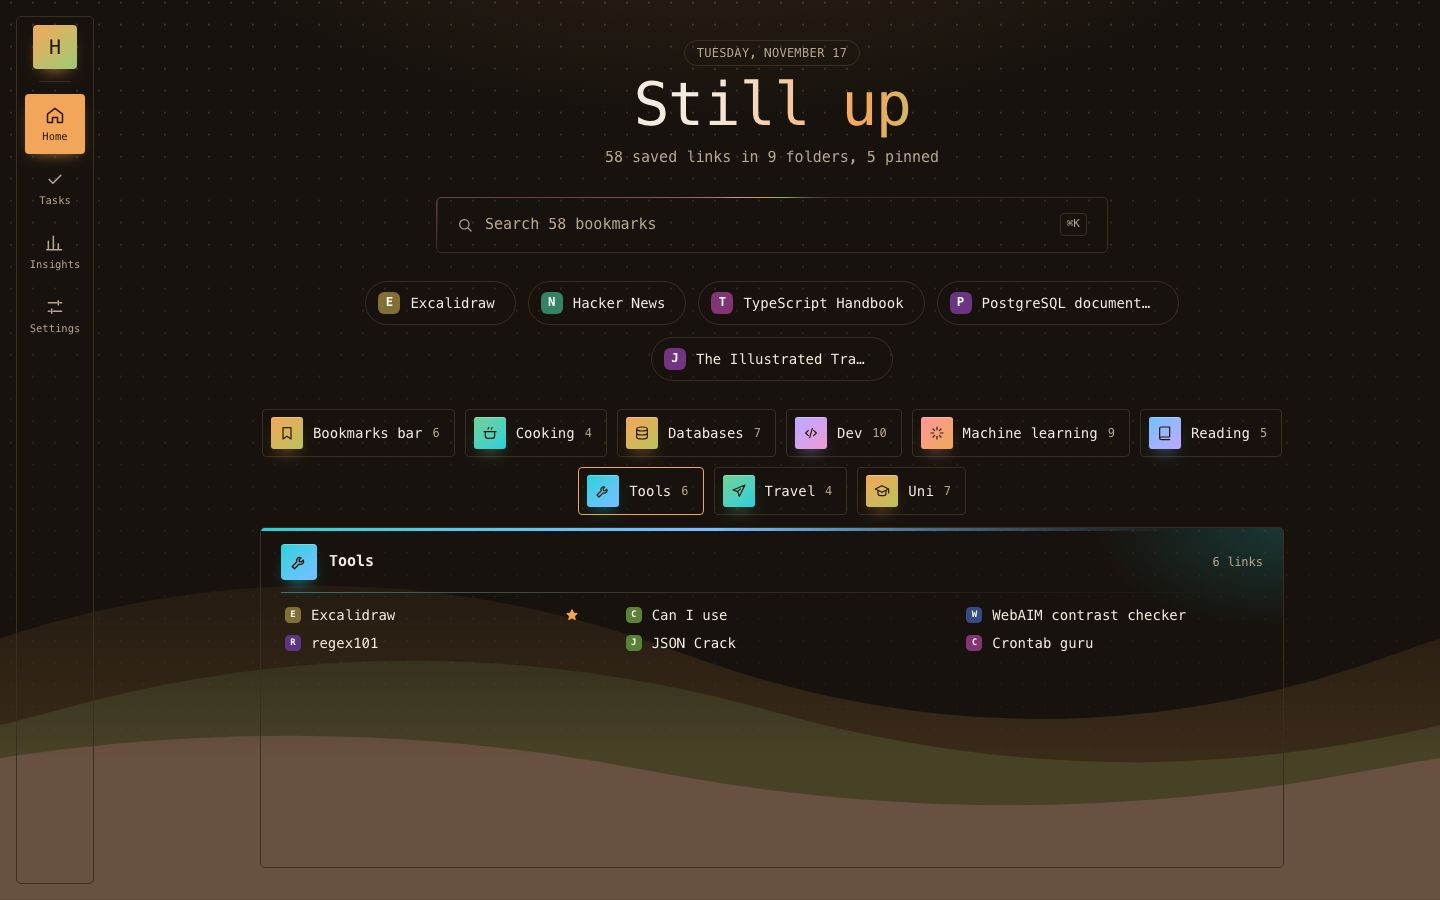 H
Home
Tasks
Insights
Settings
TUESDAY, NOVEMBER 17
Still up
58 saved links in 9 folders, 5 pinned
Search 58 bookmarks ⌘K
E Excalidraw
N Hacker News
T TypeScript Handbook
P PostgreSQL document…
J The Illustrated Tra…
Bookmarks bar 6
Cooking 4
Databases 7
Dev 10
Machine learning 9
Reading 5
Tools 6
Travel 4
Uni 7
Tools 6 links
E Excalidraw
C Can I use
W WebAIM contrast checker
R regex101
J JSON Crack
C Crontab guru